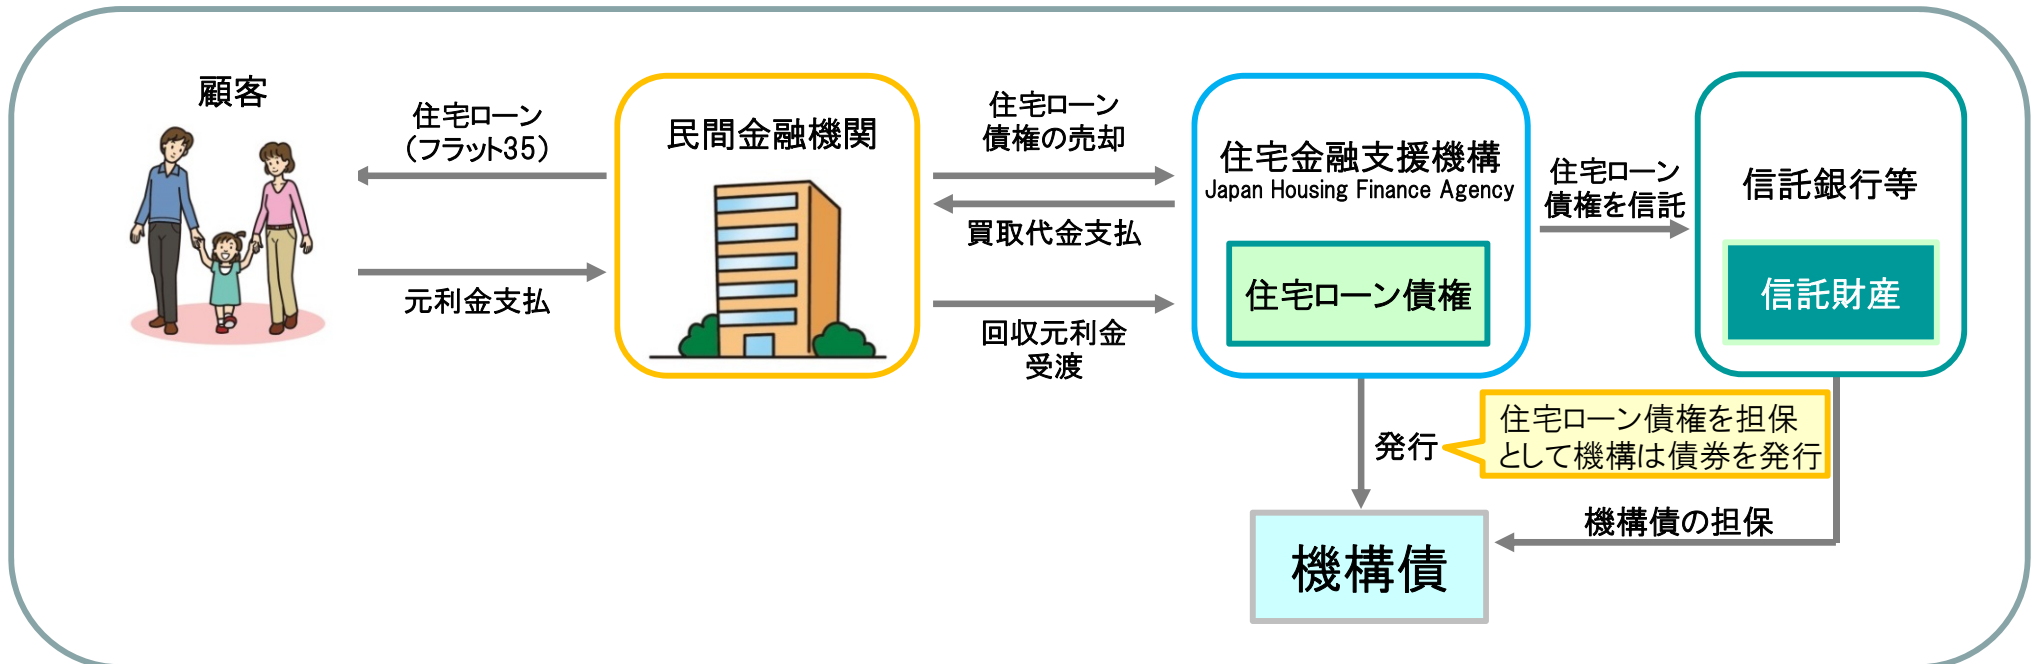 顧客
住宅ローン
（フラット35）
元利金支払
民間金融機関
住宅ローン
債権の売却
買取代金支払
回収元利金
受渡
住宅金融支援機構
Japan Housing Finance Agency
住宅ローン債権
住宅ローン
債権を信託
信託銀行等
信託財産
発行
住宅ローン債権を担保
として機構は債券を発行
機構債の担保
機構債